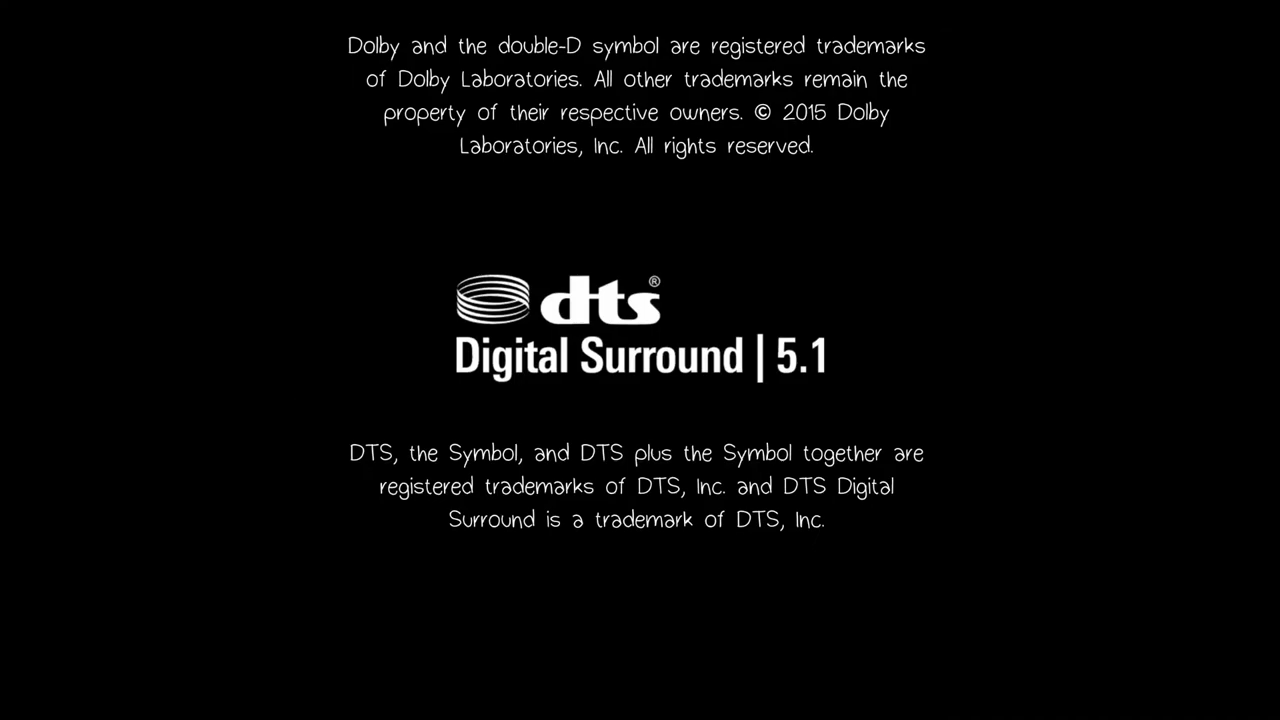 Dolby and the double-D symbol are registered trademarks
of Dolby Laboratories. All other trademarks remain the
property of their respective owners. © 2015 Dolby
Laboratories, Inc. All rights reserved.
dts®
Digital Surround | 5.1
DTS, the Symbol, and DTS plus the Symbol together are
registered trademarks of DTS, Inc. and DTS Digital
Surround is a trademark of DTS, Inc.